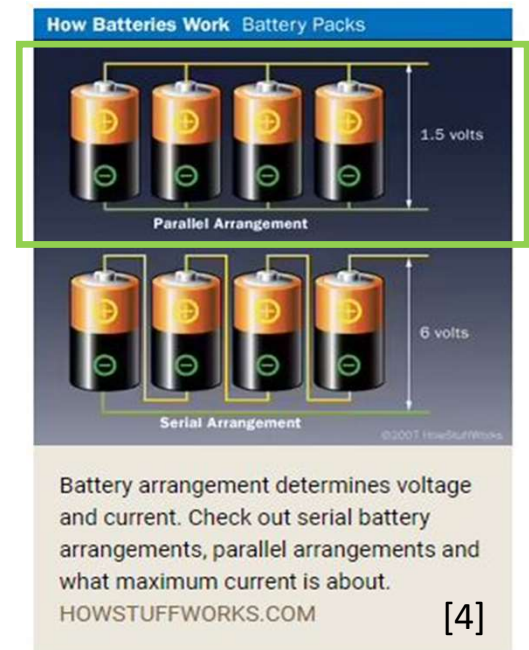 How Batteries Work Battery Packs
1.5 volts
Parallel Arrangement
6 volts
Serial Arrangement
©2007 HowStuffWorks
Battery arrangement determines voltage
and current. Check out serial battery
arrangements, parallel arrangements and
what maximum current is about.
HOWSTUFFWORKS.COM
[4]